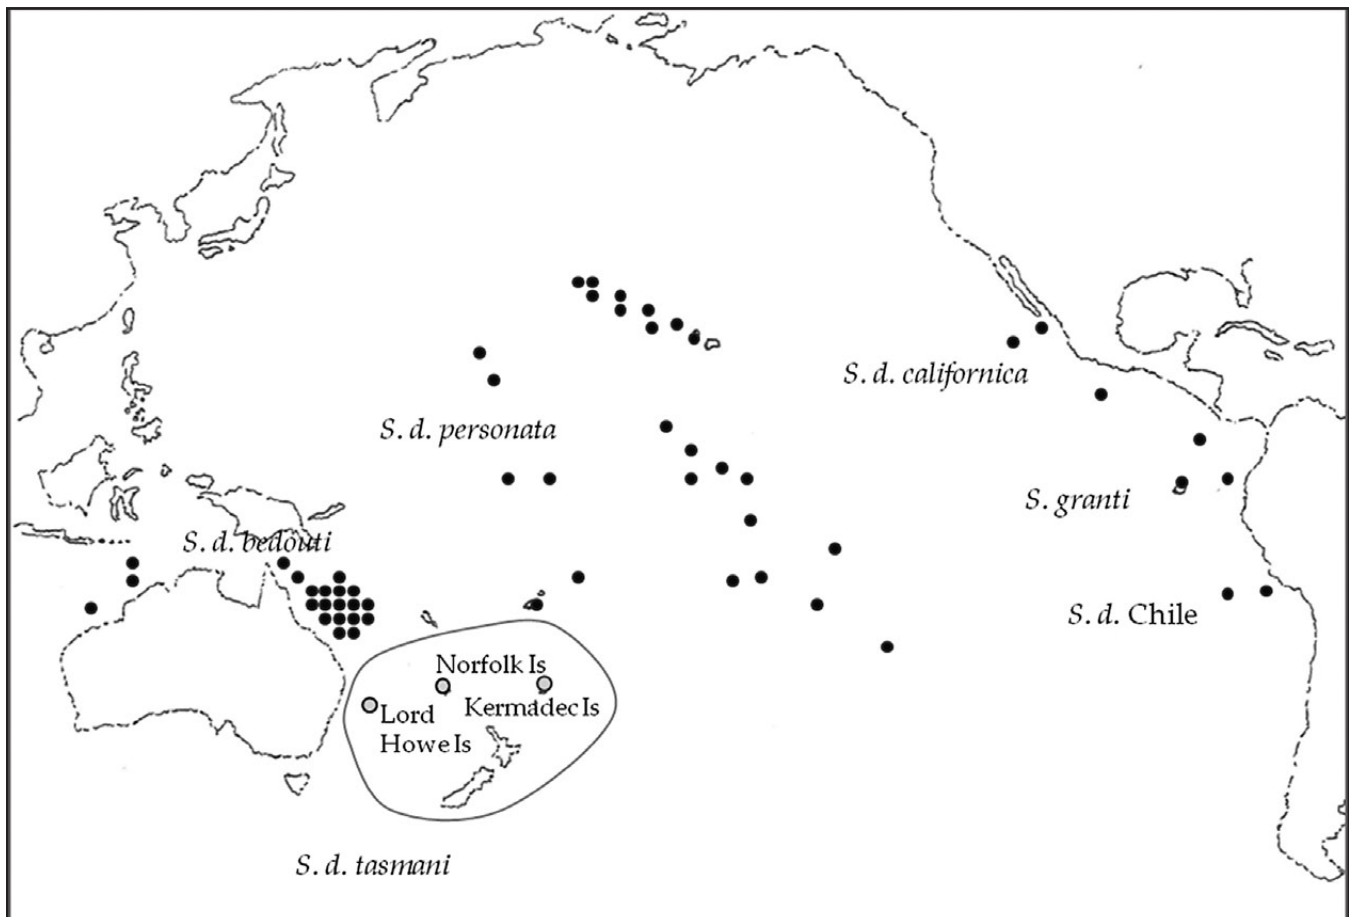 S. d. californica
S. d. personata
S. granti
S. d. bedouti
S. d. Chile
Norfolk Is
Kermadec Is
Lord
Howe Is
S. d. tasmani